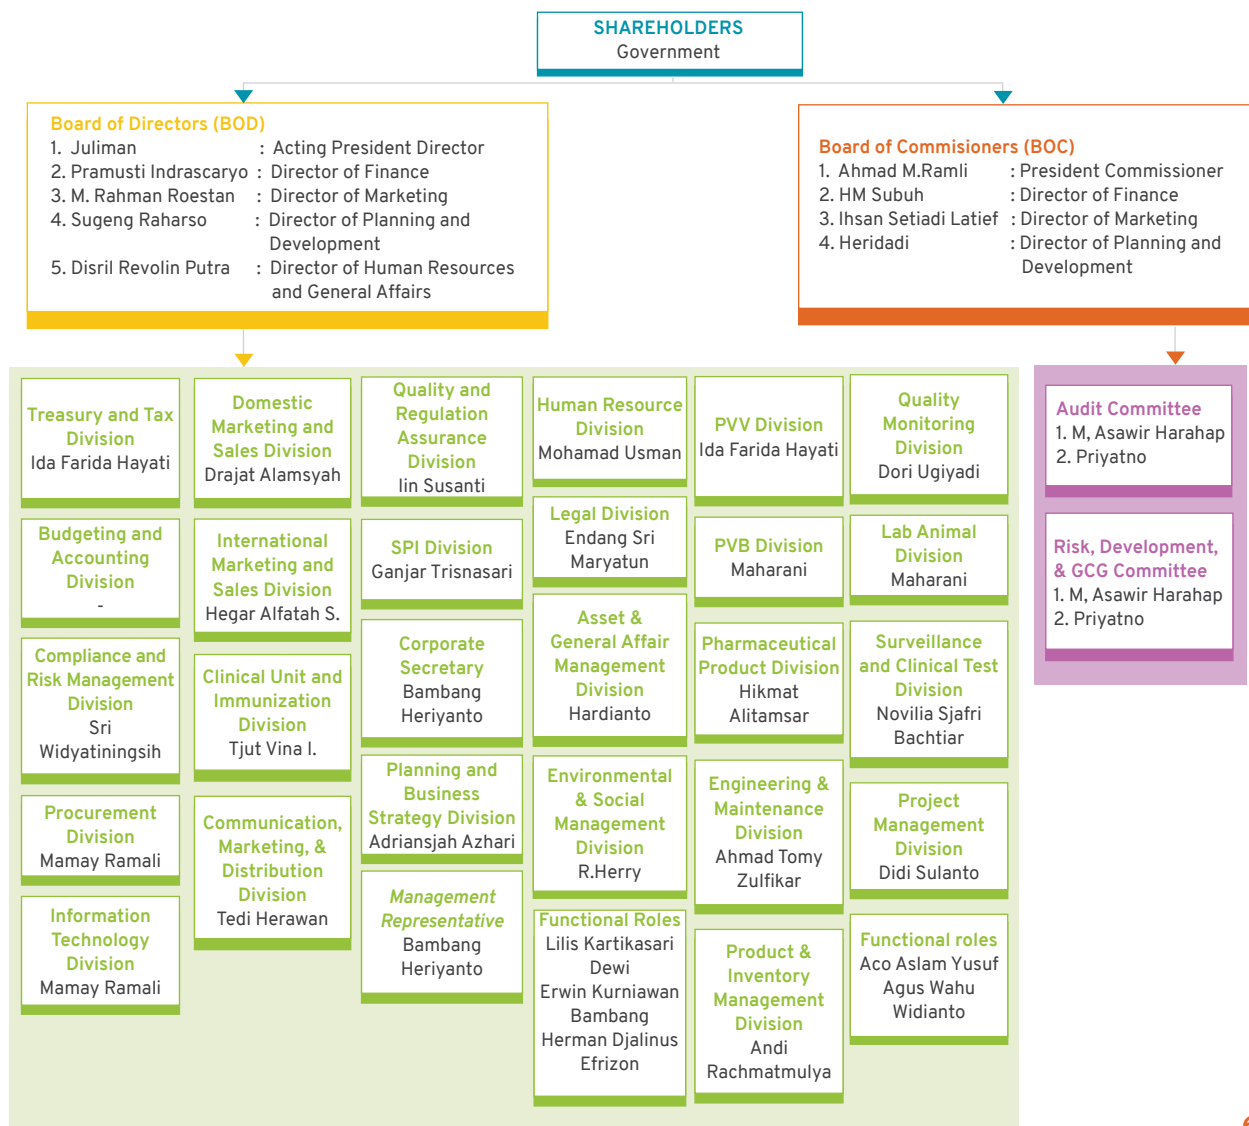 SHAREHOLDERS
Government
Board of Directors (BOD)
1. Juliman : Acting President Director
2. Pramusti Indrascaryo : Director of Finance
3. M. Rahman Roestan : Director of Marketing
4. Sugeng Raharso : Director of Planning and
Development
5. Disril Revolin Putra : Director of Human Resources
and General Affairs
Board of Commisioners (BOC)
1. Ahmad M.Ramli : President Commissioner
2. HM Subuh : Director of Finance
3. Ihsan Setiadi Latief : Director of Marketing
4. Heridadi : Director of Planning and
Development
Treasury and Tax
Division
Ida Farida Hayati
Budgeting and
Accounting
Division
-
Compliance and
Risk Management
Division
Sri
Widyatiningsih
Procurement
Division
Mamay Ramali
Information
Technology
Division
Mamay Ramali
Domestic
Marketing and
Sales Division
Drajat Alamsyah
International
Marketing and
Sales Division
Hegar Alfatah S.
Clinical Unit and
Immunization
Division
Tjut Vina I.
Communication,
Marketing, &
Distribution
Division
Tedi Herawan
Quality and
Regulation
Assurance
Division
Iin Susanti
SPI Division
Ganjar Trisnasari
Corporate
Secretary
Bambang
Heriyanto
Planning and
Business
Strategy Division
Adriansjah Azhari
Management
Representative
Bambang
Heriyanto
Human Resource
Division
Mohamad Usman
Legal Division
Endang Sri
Maryatun
Asset &
General Affair
Management
Division
Hardianto
Environmental
& Social
Management
Division
R.Herry
Functional Roles
Lilis Kartikasari
Dewi
Erwin Kurniawan
Bambang
Herman Djalinus
Efrizon
PVV Division
Ida Farida Hayati
PVB Division
Maharani
Pharmaceutical
Product Division
Hikmat
Alitamsar
Engineering &
Maintenance
Division
Ahmad Tomy
Zulfikar
Product &
Inventory
Management
Division
Andi
Rachmatmulya
Quality
Monitoring
Division
Dori Ugiyadi
Lab Animal
Division
Maharani
Surveillance
and Clinical Test
Division
Novilia Sjafri
Bachtiar
Project
Management
Division
Didi Sulanto
Functional roles
Aco Aslam Yusuf
Agus Wahu
Widianto
Audit Committee
1. M, Asawir Harahap
2. Priyatno
Risk, Development,
& GCG Committee
1. M, Asawir Harahap
2. Priyatno